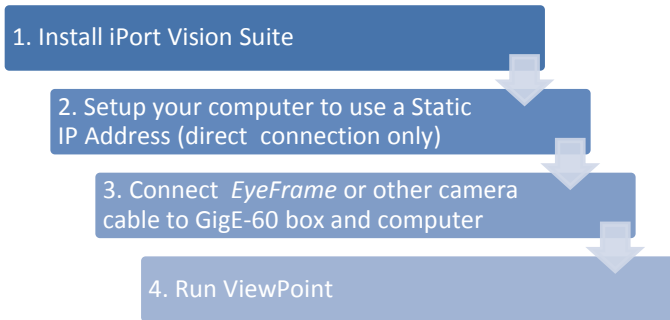 1. Install iPort Vision Suite
2. Setup your computer to use a Static
IP Address (direct connection only)
3. Connect EyeFrame or other camera
cable to GigE-60 box and computer
4. Run ViewPoint